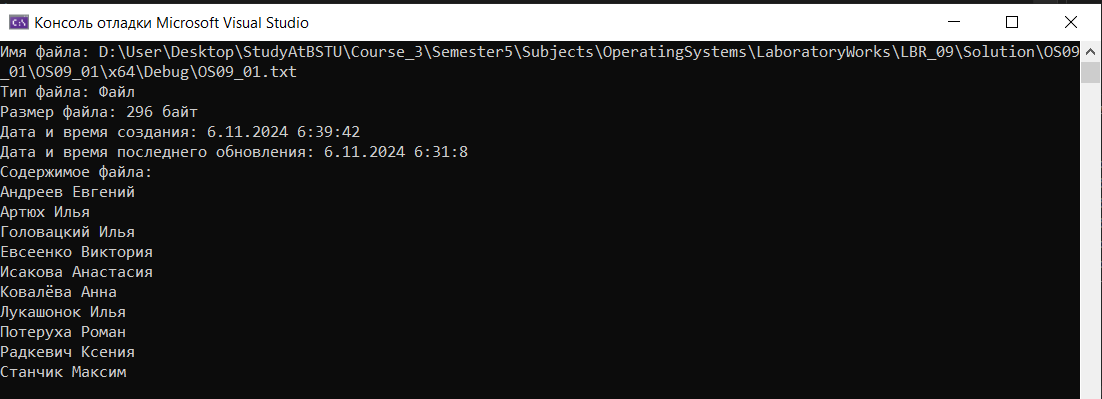 Консоль отладки Microsoft Visual Studio
Имя файла: D:\User\Desktop\StudyAtBSTU\Course_3\Semester5\Subjects\OperatingSystems\LaboratoryWorks\LBR_09\Solution\OS09
_01\OS09_01\x64\Debug\OS09_01.txt
Тип файла: Файл
Размер файла: 296 байт
Дата и время создания: 6.11.2024 6:39:42
Дата и время последнего обновления: 6.11.2024 6:31:8
Содержимое файла:
Андреев Евгений
Артюх Илья
Головацкий Илья
Евсеенко Виктория
Исакова Анастасия
Ковалёва Анна
Лукашонок Илья
Потеруха Роман
Радкевич Ксения
Станчик Максим